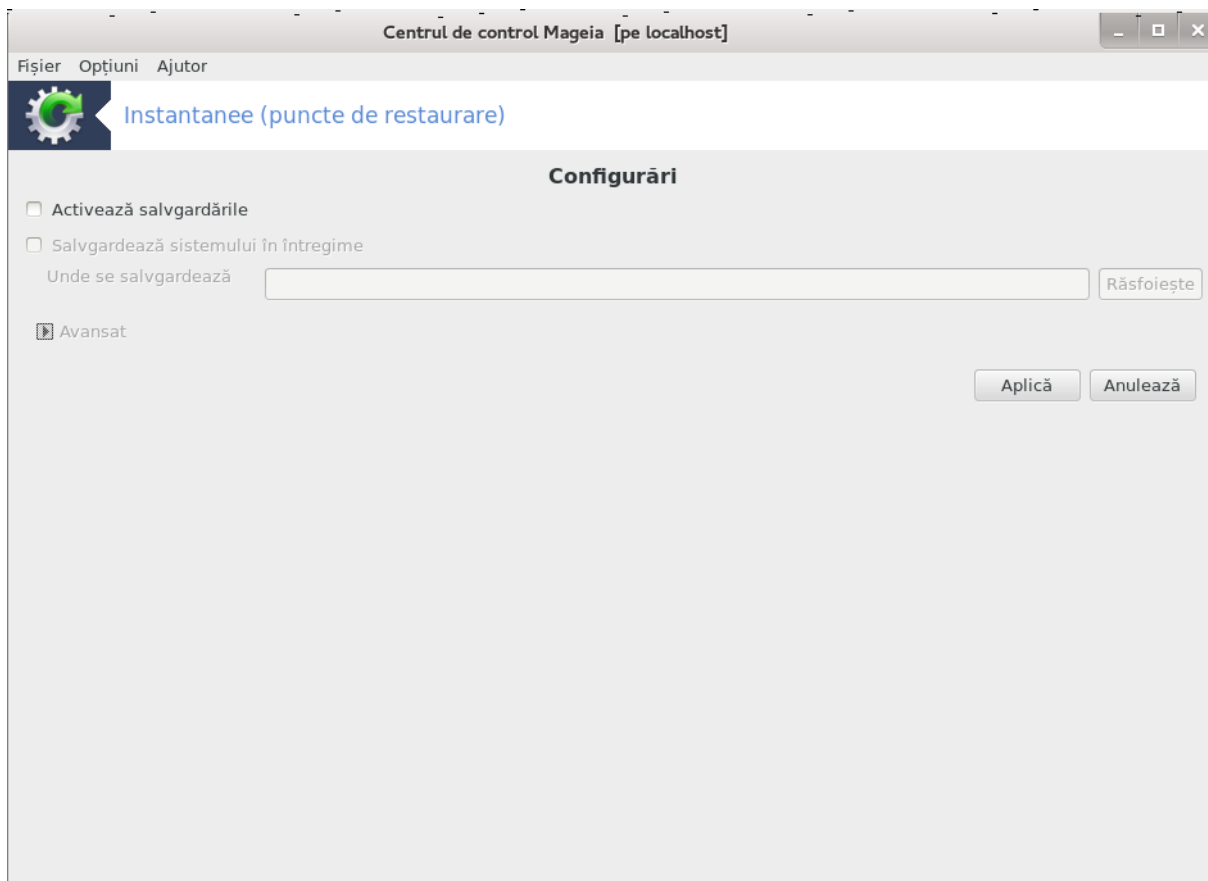 Centrul de control Mageia [pe localhost]
Fișier Opțiuni Ajutor
Instantanee (puncte de restaurare)
Configurări
Activează salvgardările
Salvgardează sistemului în întregime
Unde se salvgardează Răsfoiește
Avansat
Aplică Anulează